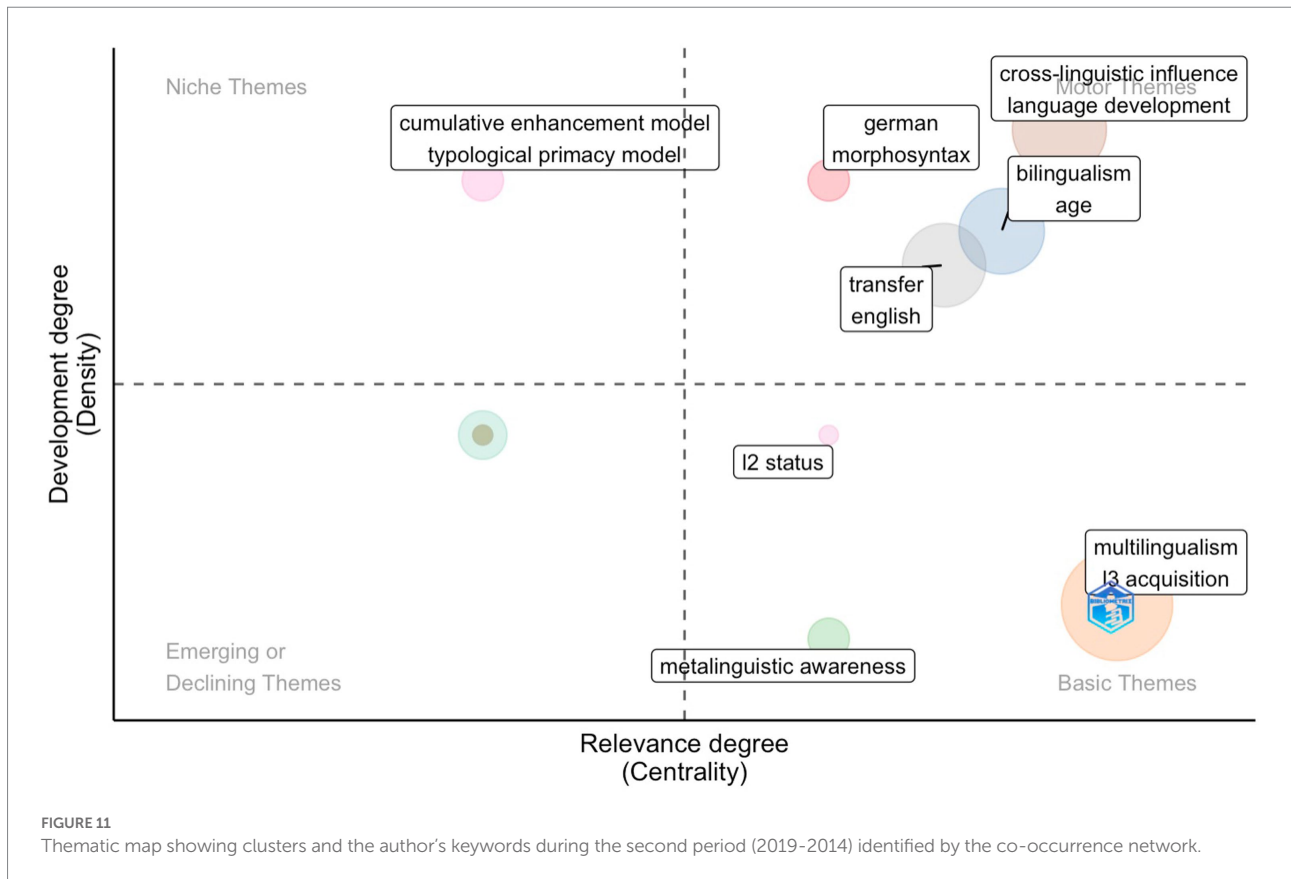 Niche Themes
Motor Themes
cross-linguistic influence
language development
cumulative enhancement model
typological primacy model
german
morphosyntax
bilingualism
age
transfer
english
Development degree
(Density)
l2 status
multilingualism
l3 acquisition
BIBLIOMETRIX
metalinguistic awareness
Emerging or
Declining Themes
Basic Themes
Relevance degree
(Centrality)
FIGURE 11
Thematic map showing clusters and the author's keywords during the second period (2019-2014) identified by the co-occurrence network.